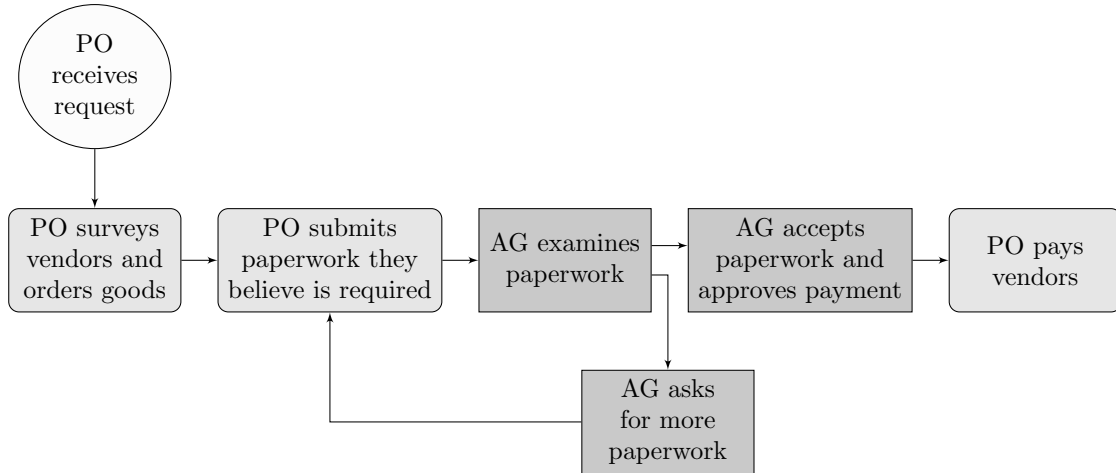 PO
receives
request
PO surveys
vendors and
orders goods
PO submits
paperwork they
believe is required
AG examines
paperwork
AG accepts
paperwork and
approves payment
PO pays
vendors
AG asks
for more
paperwork